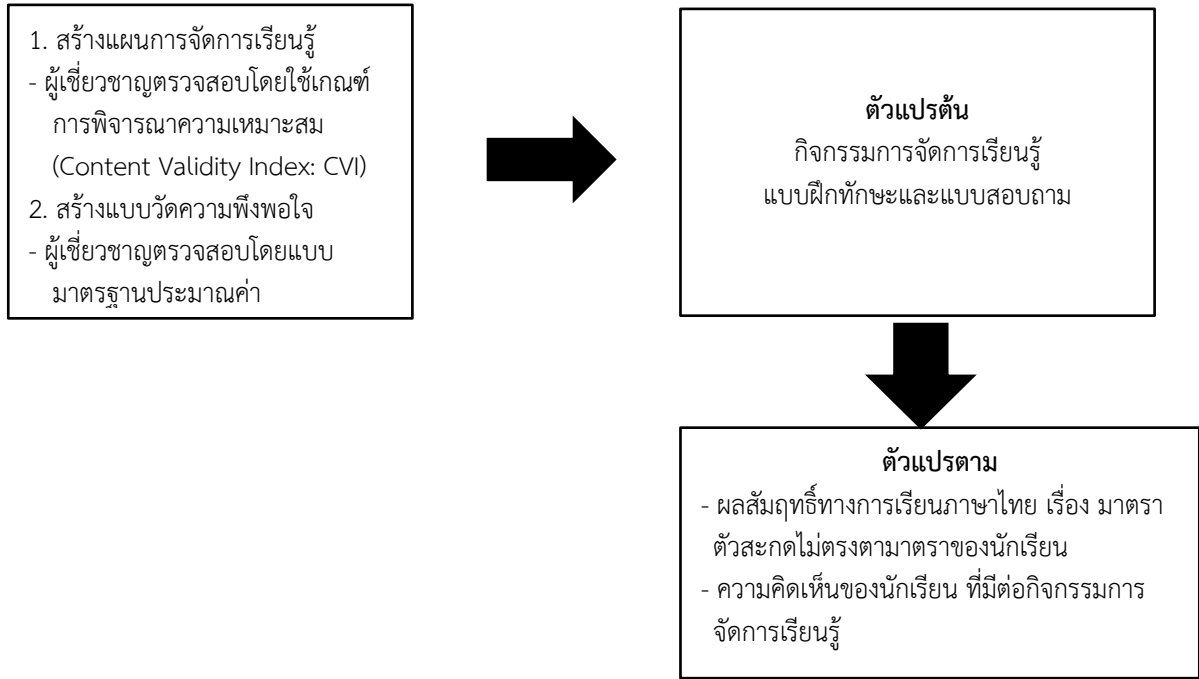 1. สร้างแผนการจัดการเรียนรู้
- ผู้เชี่ยวชาญตรวจสอบโดยใช้เกณฑ์
การพิจารณาความเหมาะสม
(Content Validity Index: CVI)
2. สร้างแบบวัดความพึงพอใจ
- ผู้เชี่ยวชาญตรวจสอบโดยแบบ
มาตรฐานประมาณค่า
ตัวแปรต้น
กิจกรรมการจัดการเรียนรู้
แบบฝึกทักษะและแบบสอบถาม
ตัวแปรตาม
- ผลสัมฤทธิ์ทางการเรียนภาษาไทย เรื่อง มาตรา
ตัวสะกดไม่ตรงตามาตราของนักเรียน
- ความคิดเห็นของนักเรียน ที่มีต่อกิจกรรมการ
จัดการเรียนรู้